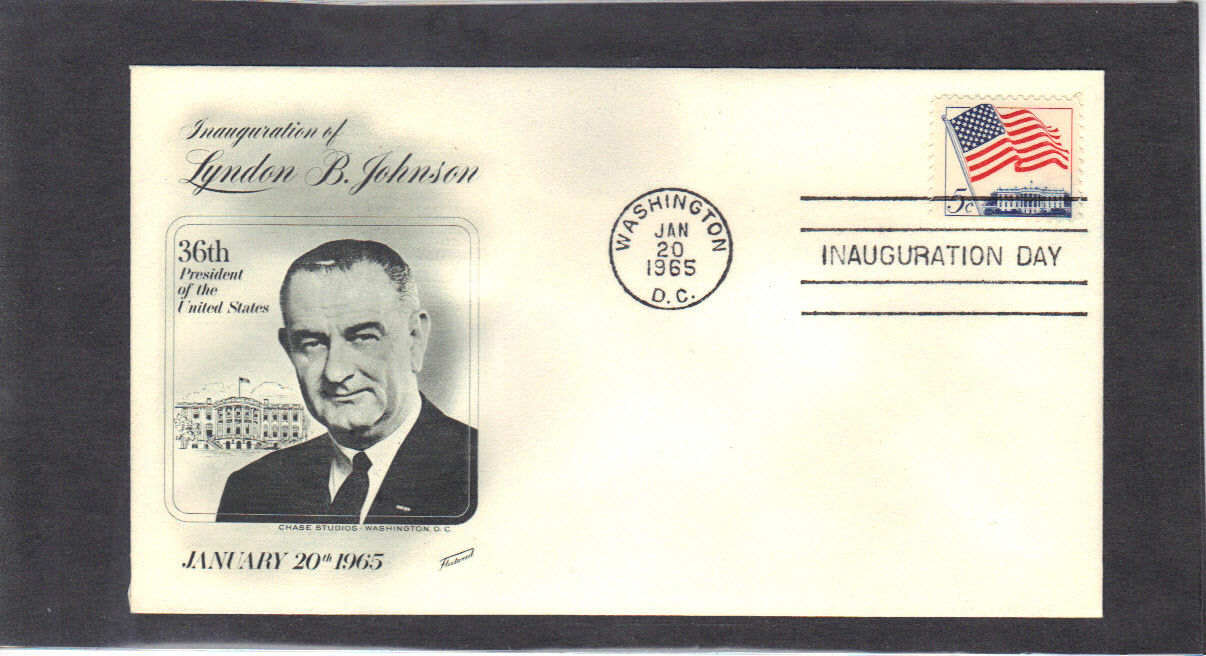 Inauguration of
Lyndon B. Johnson
36th
President
of the
United States
CHASE STUDIOS - WASHINGTON, D.C.
JANUARY 20th 1965
Fleetwood
WASHINGTON
JAN
20
1965
D.C.
5c
INAUGURATION DAY